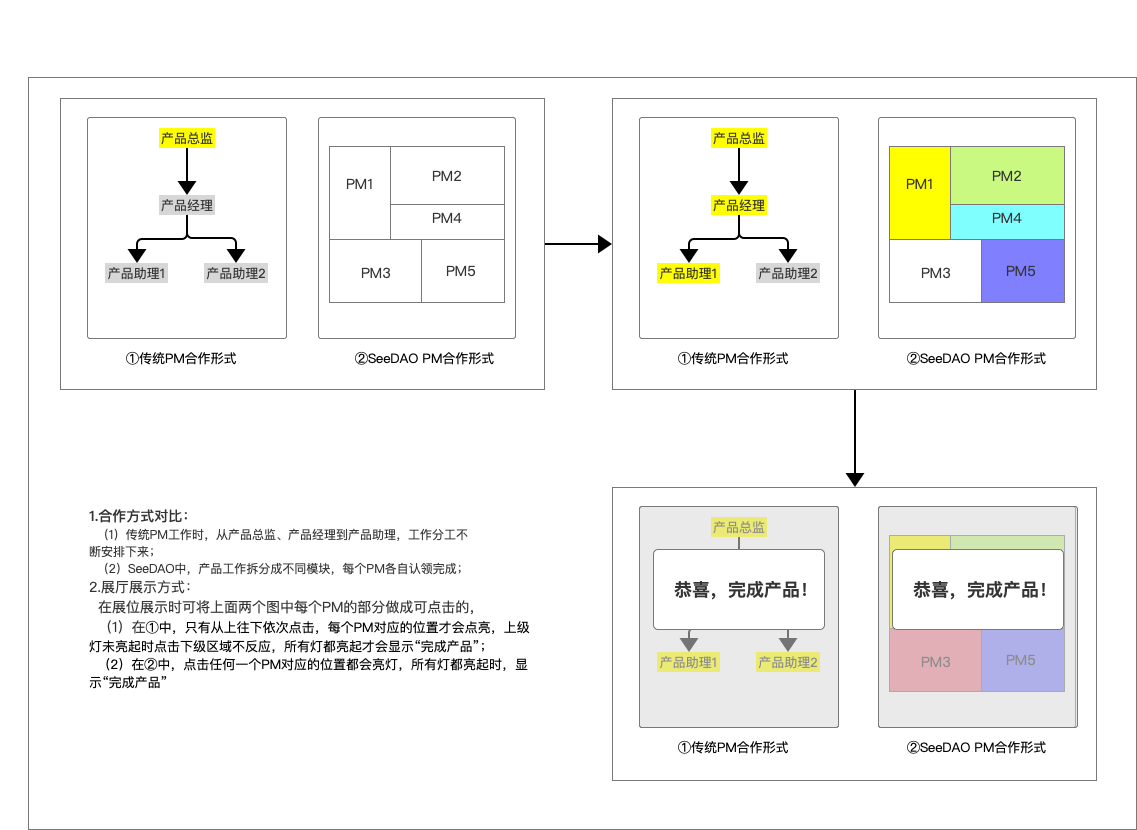 产品总监
产品经理
产品助理1
产品助理2
①传统PM合作形式
PM1
PM2
PM4
PM3
PM5
②SeeDAO PM合作形式
产品总监
产品经理
产品助理1
产品助理2
①传统PM合作形式
PM1
PM2
PM4
PM3
PM5
②SeeDAO PM合作形式
1.合作方式对比：
（1）传统PM工作时，从产品总监、产品经理到产品助理，工作分工不
断安排下来；
（2）SeeDAO中，产品工作拆分成不同模块，每个PM各自认领完成；
2.展厅展示方式：
在展位展示时可将上面两个图中每个PM的部分做成可点击的，
（1）在①中，只有从上往下依次点击，每个PM对应的位置才会点亮，上级
灯未亮起时点击下级区域不反应，所有灯都亮起才会显示“完成产品”；
（2）在②中，点击任何一个PM对应的位置都会亮灯，所有灯都亮起时，显
示“完成产品”
产品总监
恭喜，完成产品！
产品助理1
产品助理2
①传统PM合作形式
恭喜，完成产品！
PM3
PM5
②SeeDAO PM合作形式